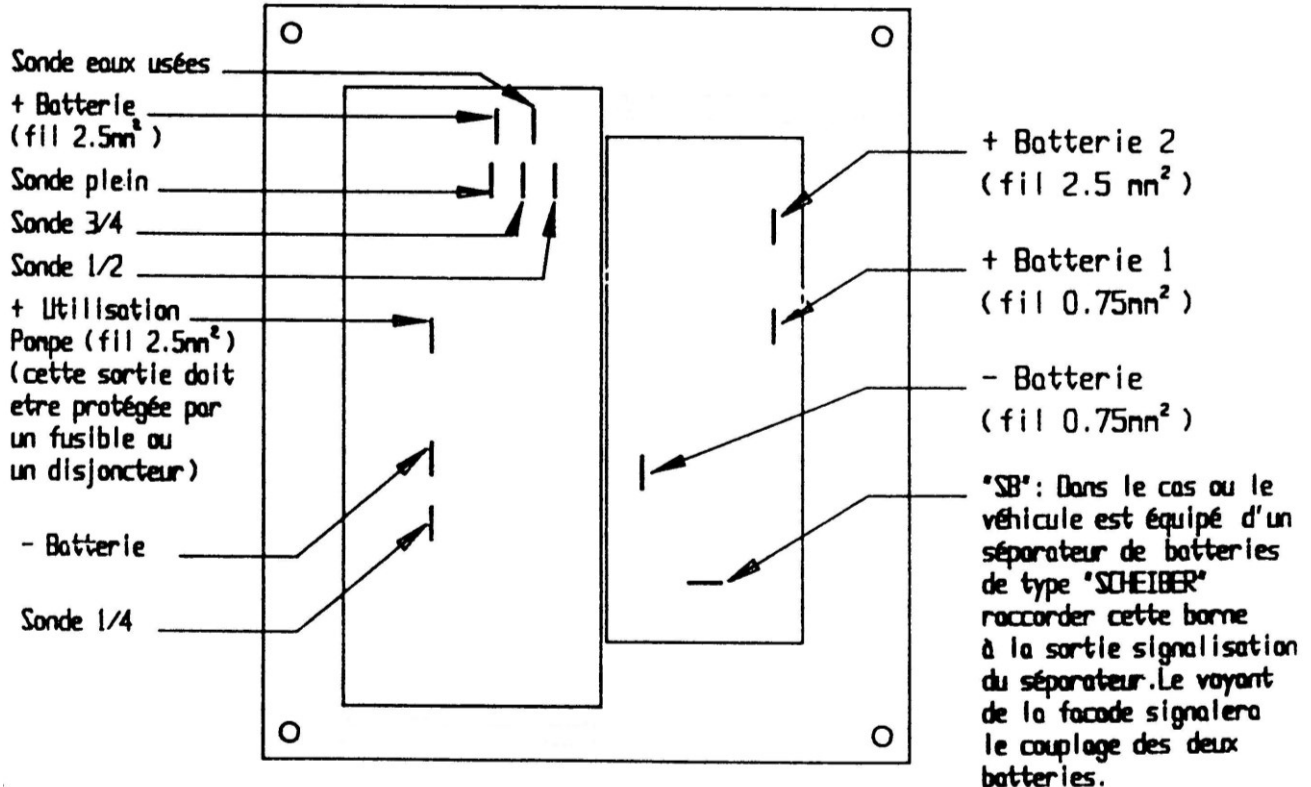 Sonde eaux usées
+ Batterie
(fil 2.5mm²)
Sonde plein
Sonde 3/4
Sonde 1/2
+ Utilisation
Pompe (fil 2.5mm²)
(cette sortie doit
etre protégée par
un fusible ou
un disjoncteur)
- Batterie
Sonde 1/4
+ Batterie 2
(fil 2.5 mm²)
+ Batterie 1
(fil 0.75mm²)
- Batterie
(fil 0.75mm²)
"SB": Dans le cas ou le
véhicule est équipé d'un
séparateur de batteries
de type "SCHEIBER"
raccorder cette borne
à la sortie signalisation
du séparateur.Le voyant
de la facade signalera
le couplage des deux
batteries.